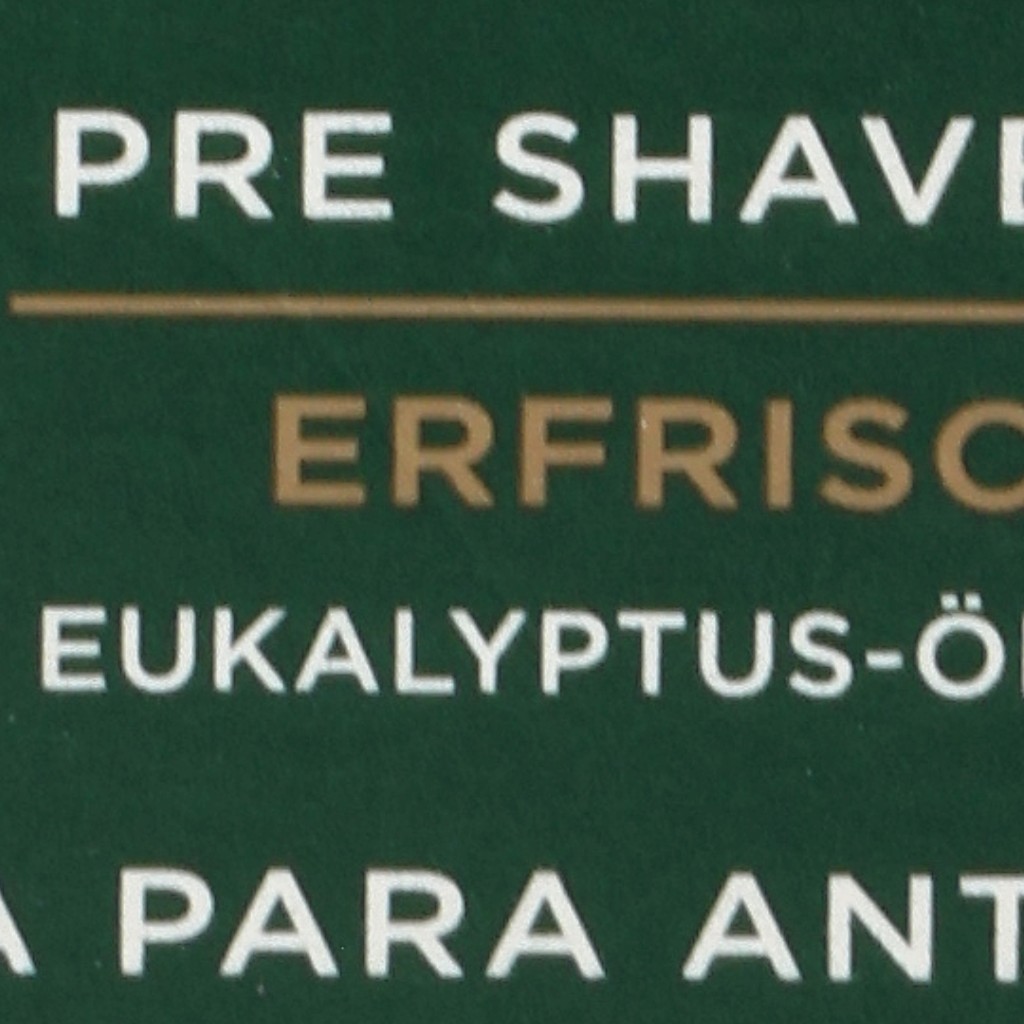 PRE SHAVE
ERFRISC
EUKALYPTUS-Ö
A PARA ANT